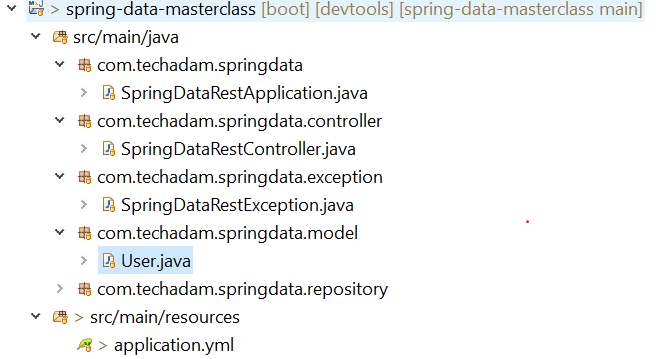 > spring-data-masterclass [boot] [devtools] [spring-data-masterclass main]
src/main/java
com.techadam.springdata
SpringDataRestApplication.java
com.techadam.springdata.controller
SpringDataRestController.java
com.techadam.springdata.exception
SpringDataRestException.java
com.techadam.springdata.model
User.java
com.techadam.springdata.repository
> src/main/resources
> application.yml